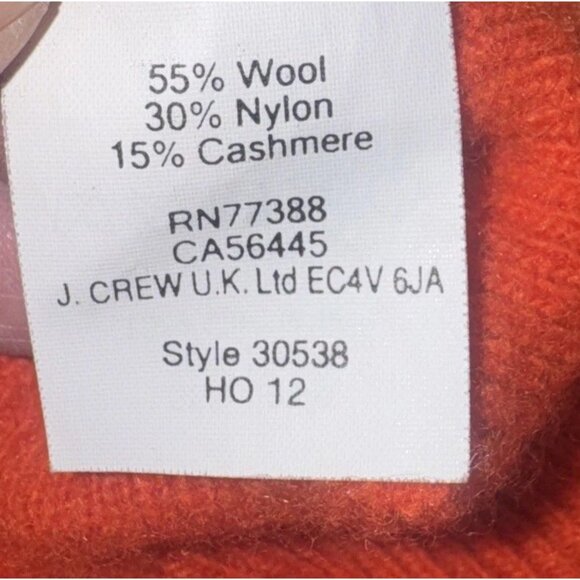 55% Wool
30% Nylon
15% Cashmere
RN77388
CA56445
J. CREW U.K. Ltd EC4V 6JA
Style 30538
HO 12